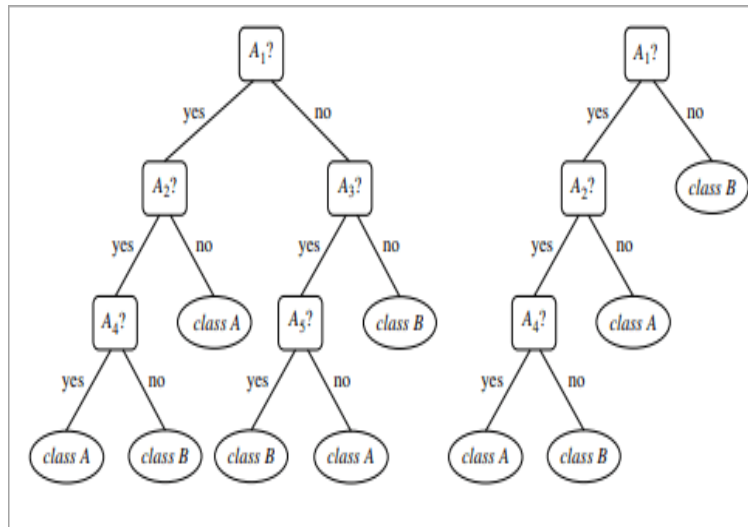 A₁? A₁?
yes no yes no
A₂? A₃? A₂? class B
yes no yes no yes no
A₄? class A A₅? class B A₄? class A
yes no yes no yes no
class A class B class B class A class A class B